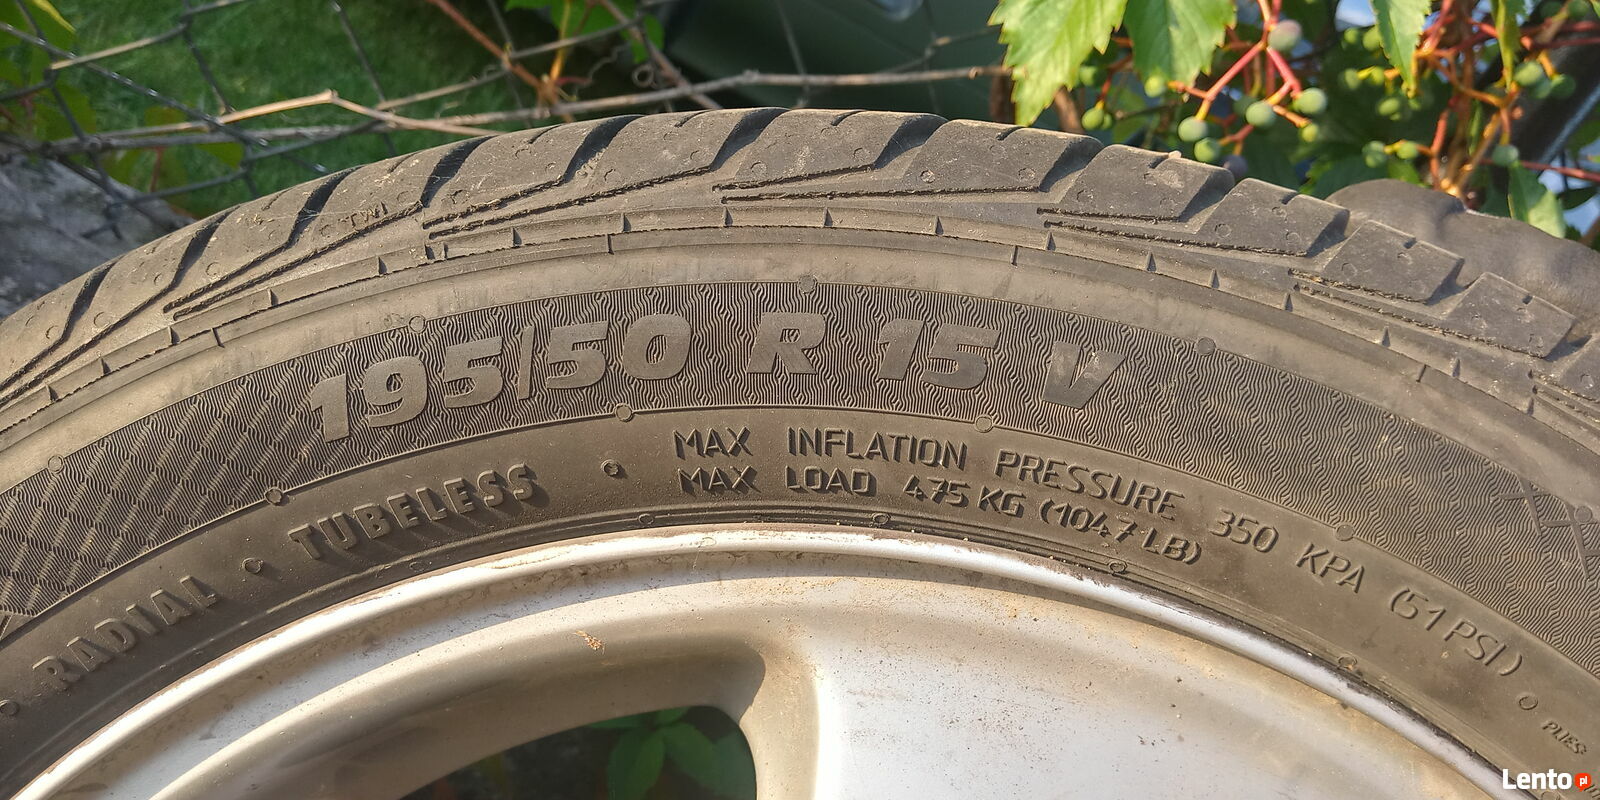 TWI
195/50 R 15 V
MAX INFLATION PRESSURE 350 KPA (51 PSI)
MAX LOAD 475 KG (1047 LB)
RADIAL • TUBELESS •
PLIES:
Lento pl